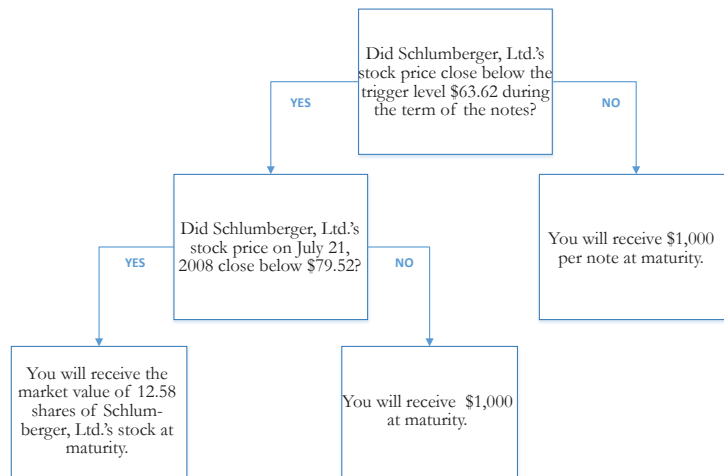 Did Schlumberger, Ltd.'s
stock price close below the
trigger level $63.62 during
the term of the notes?
YES
NO
Did Schlumberger, Ltd.'s
stock price on July 21,
2008 close below $79.52?
You will receive $1,000
per note at maturity.
YES
NO
You will receive the
market value of 12.58
shares of Schlum-
berger, Ltd.'s stock at
maturity.
You will receive $1,000
at maturity.